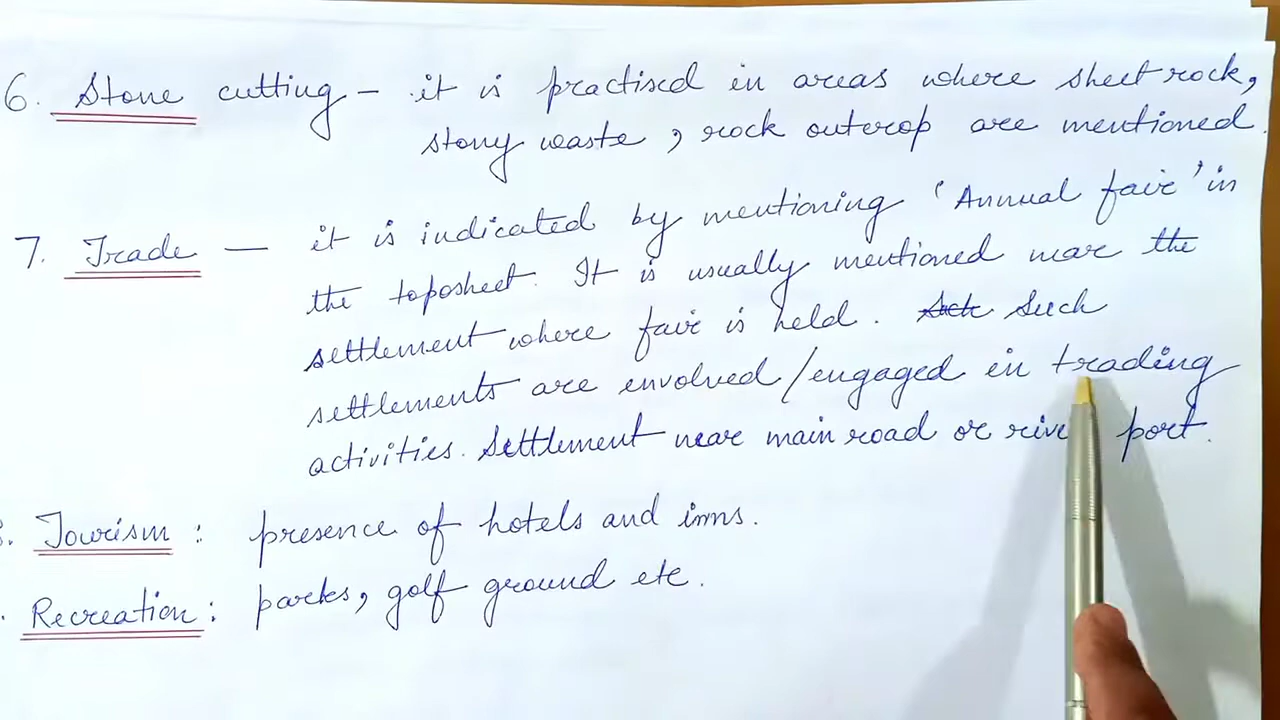 6. Stone cutting – it is practised in areas where sheet rock,
stony waste, rock outcrop are mentioned.
7. Trade — it is indicated by mentioning 'Annual fair' in
the toposheet. It is usually mentioned near the
settlement where fair is held. Such
settlements are envolved/engaged in trading
activities. Settlement near main road or rive port.
8. Tourism : presence of hotels and inns.
. Recreation : parks, golf ground etc.